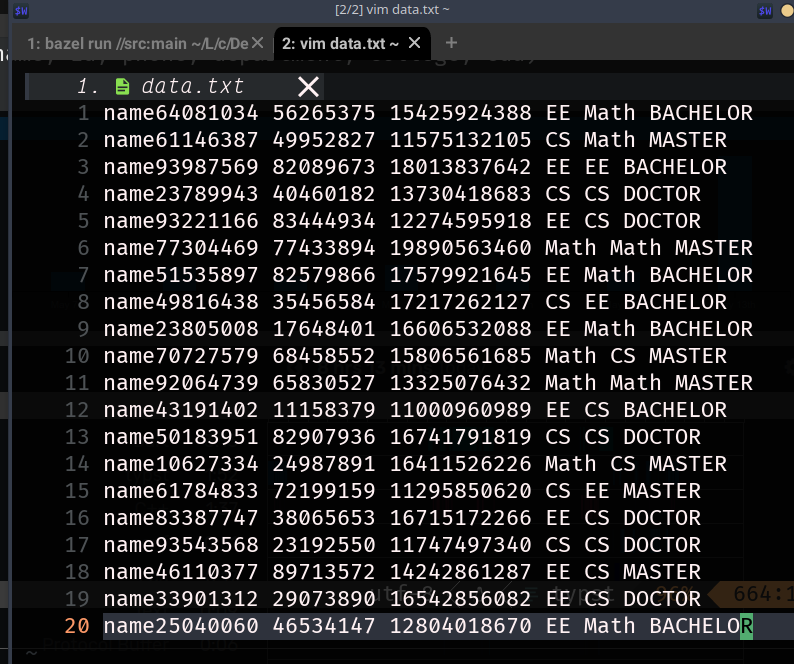 [2/2] vim data.txt ~
1: bazel run //src:main ~/L/c/De 2: vim data.txt ~
1. data.txt
1 name64081034 56265375 15425924388 EE Math BACHELOR
2 name61146387 49952827 11575132105 CS Math MASTER
3 name93987569 82089673 18013837642 EE EE BACHELOR
4 name23789943 40460182 13730418683 CS CS DOCTOR
5 name93221166 83444934 12274595918 EE CS DOCTOR
6 name77304469 77433894 19890563460 Math Math MASTER
7 name51535897 82579866 17579921645 EE Math BACHELOR
8 name49816438 35456584 17217262127 CS EE BACHELOR
9 name23805008 17648401 16606532088 EE Math BACHELOR
10 name70727579 68458552 15806561685 Math CS MASTER
11 name92064739 65830527 13325076432 Math Math MASTER
12 name43191402 11158379 11000960989 EE CS BACHELOR
13 name50183951 82907936 16741791819 CS CS DOCTOR
14 name10627334 24987891 16411526226 Math CS MASTER
15 name61784833 72199159 11295850620 CS EE MASTER
16 name83387747 38065653 16715172266 EE CS DOCTOR
17 name93543568 23192550 11747497340 CS CS DOCTOR
18 name46110377 89713572 14242861287 EE CS MASTER
19 name33901312 29073890 16542856082 EE CS DOCTOR
20 name25040060 46534147 12804018670 EE Math BACHELOR